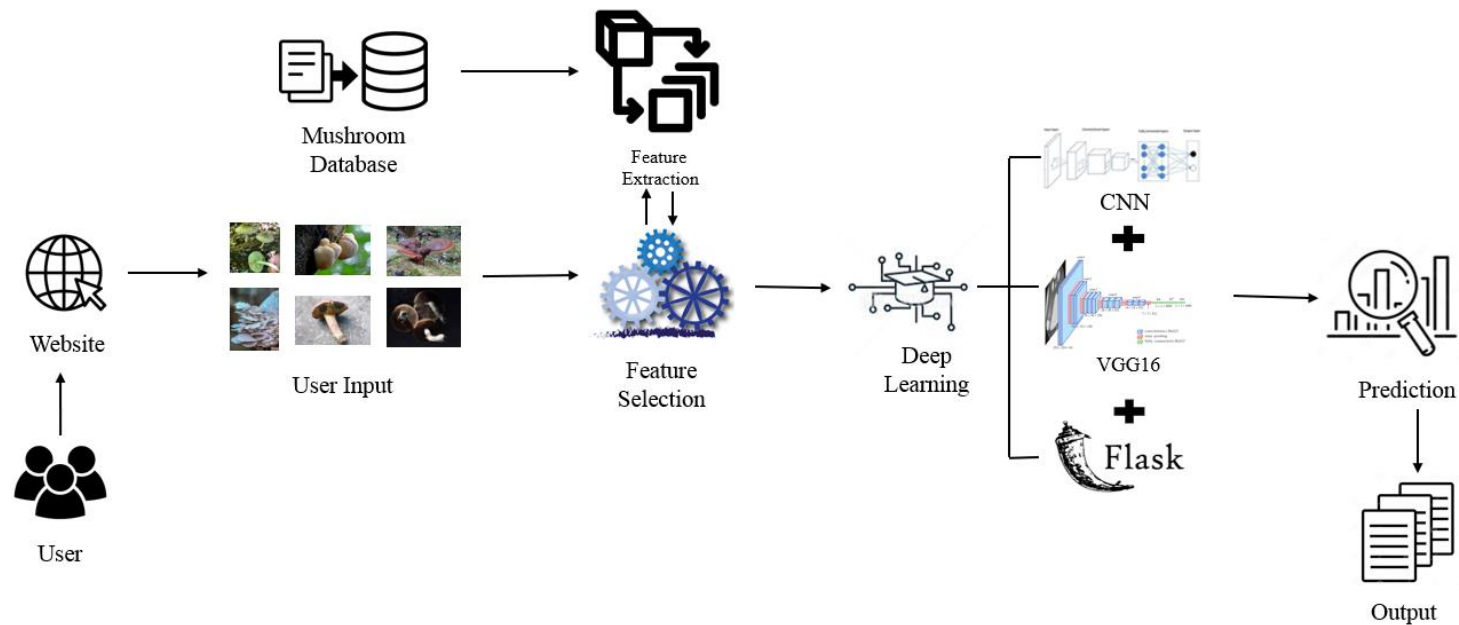 Mushroom
Database
Feature
Extraction
Website
User Input
Feature
Selection
Deep
Learning
CNN
VGG16
Flask
Prediction
User
Output